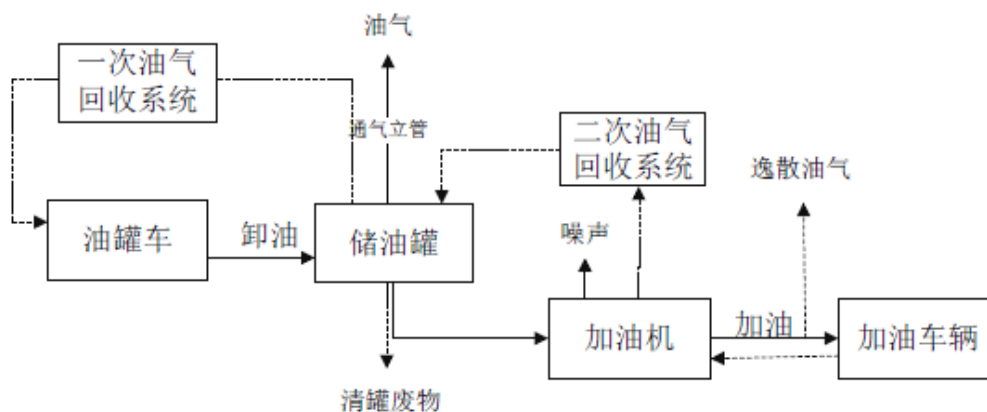 油气
一次油气
回收系统
通气立管
二次油气
回收系统
逸散油气
油罐车
卸油
储油罐
噪声
加油机
加油
加油车辆
清罐废物